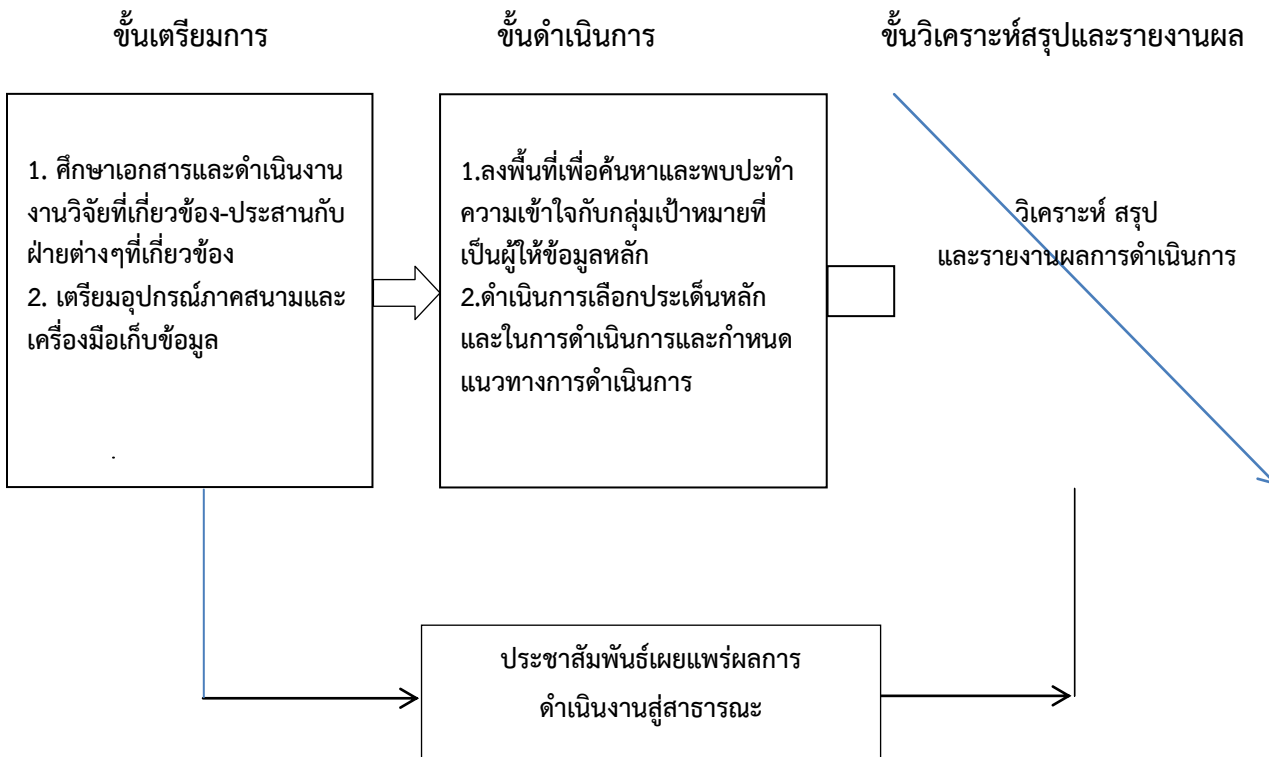 ขั้นเตรียมการ
ขั้นดำเนินการ
ขั้นวิเคราะห์สรุปและรายงานผล
1. ศึกษาเอกสารและดำเนินงาน
งานวิจัยที่เกี่ยวข้อง-ประสานกับ
ฝ่ายต่างๆที่เกี่ยวข้อง
2. เตรียมอุปกรณ์ภาคสนามและ
เครื่องมือเก็บข้อมูล
.
1.ลงพื้นที่เพื่อค้นหาและพบปะทำ
ความเข้าใจกับกลุ่มเป้าหมายที่
เป็นผู้ให้ข้อมูลหลัก
2.ดำเนินการเลือกประเด็นหลัก
และในการดำเนินการและกำหนด
แนวทางการดำเนินการ
วิเคราะห์ สรุป
และรายงานผลการดำเนินการ
ประชาสัมพันธ์เผยแพร่ผลการ
ดำเนินงานสู่สาธารณะ